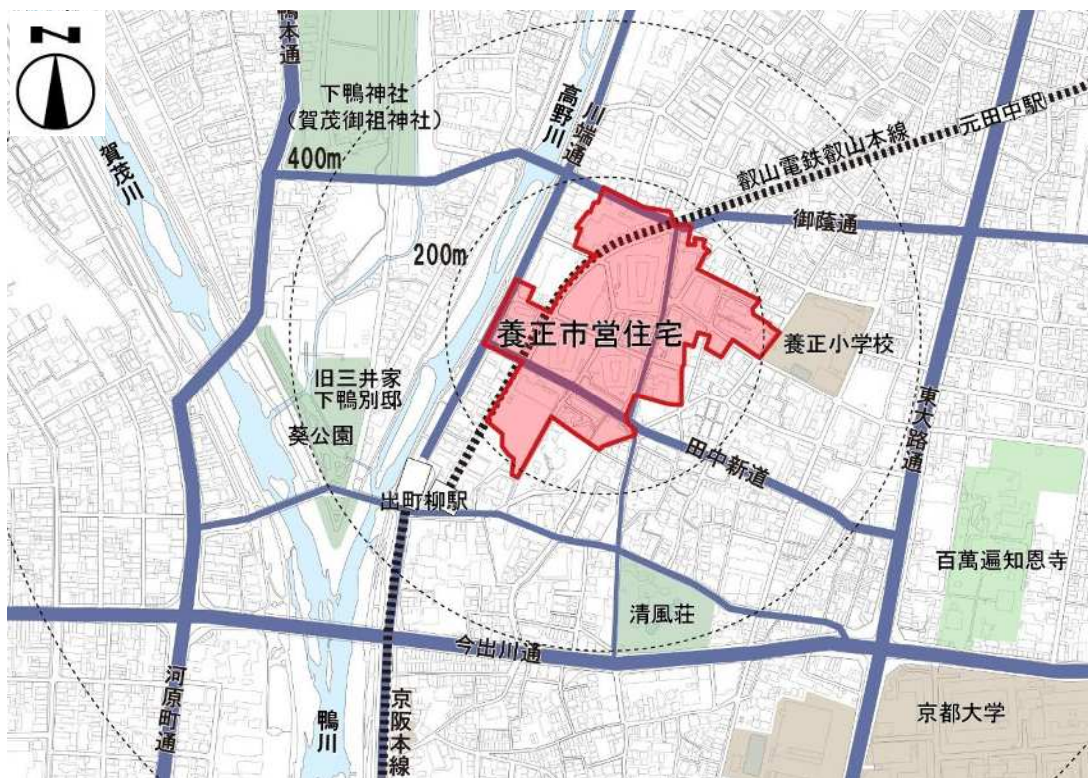 N
鴨本通
下鴨神社
（賀茂御祖神社）
高野川
川端通
元田中駅
叡山電鉄叡山本線
400m
賀茂川
御蔭通
200m
養正市営住宅
養正小学校
旧三井家
下鴨別邸
葵公園
東大路通
田中新道
出町柳駅
百萬遍知恩寺
清風荘
今出川通
河原町通
鴨川
京阪本線
京都大学